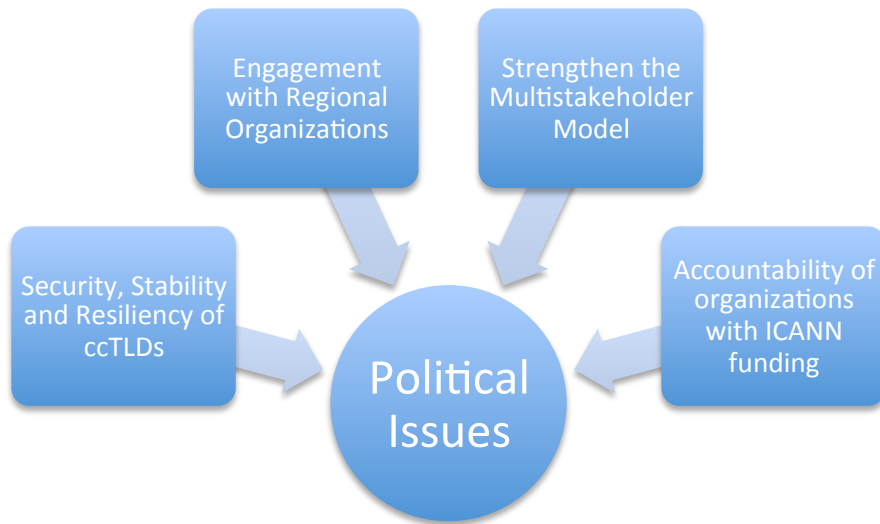 Engagement
with Regional
Organizations
Strengthen the
Multistakeholder
Model
Security, Stability
and Resiliency of
ccTLDs
Accountability of
organizations
with ICANN
funding
Political
Issues